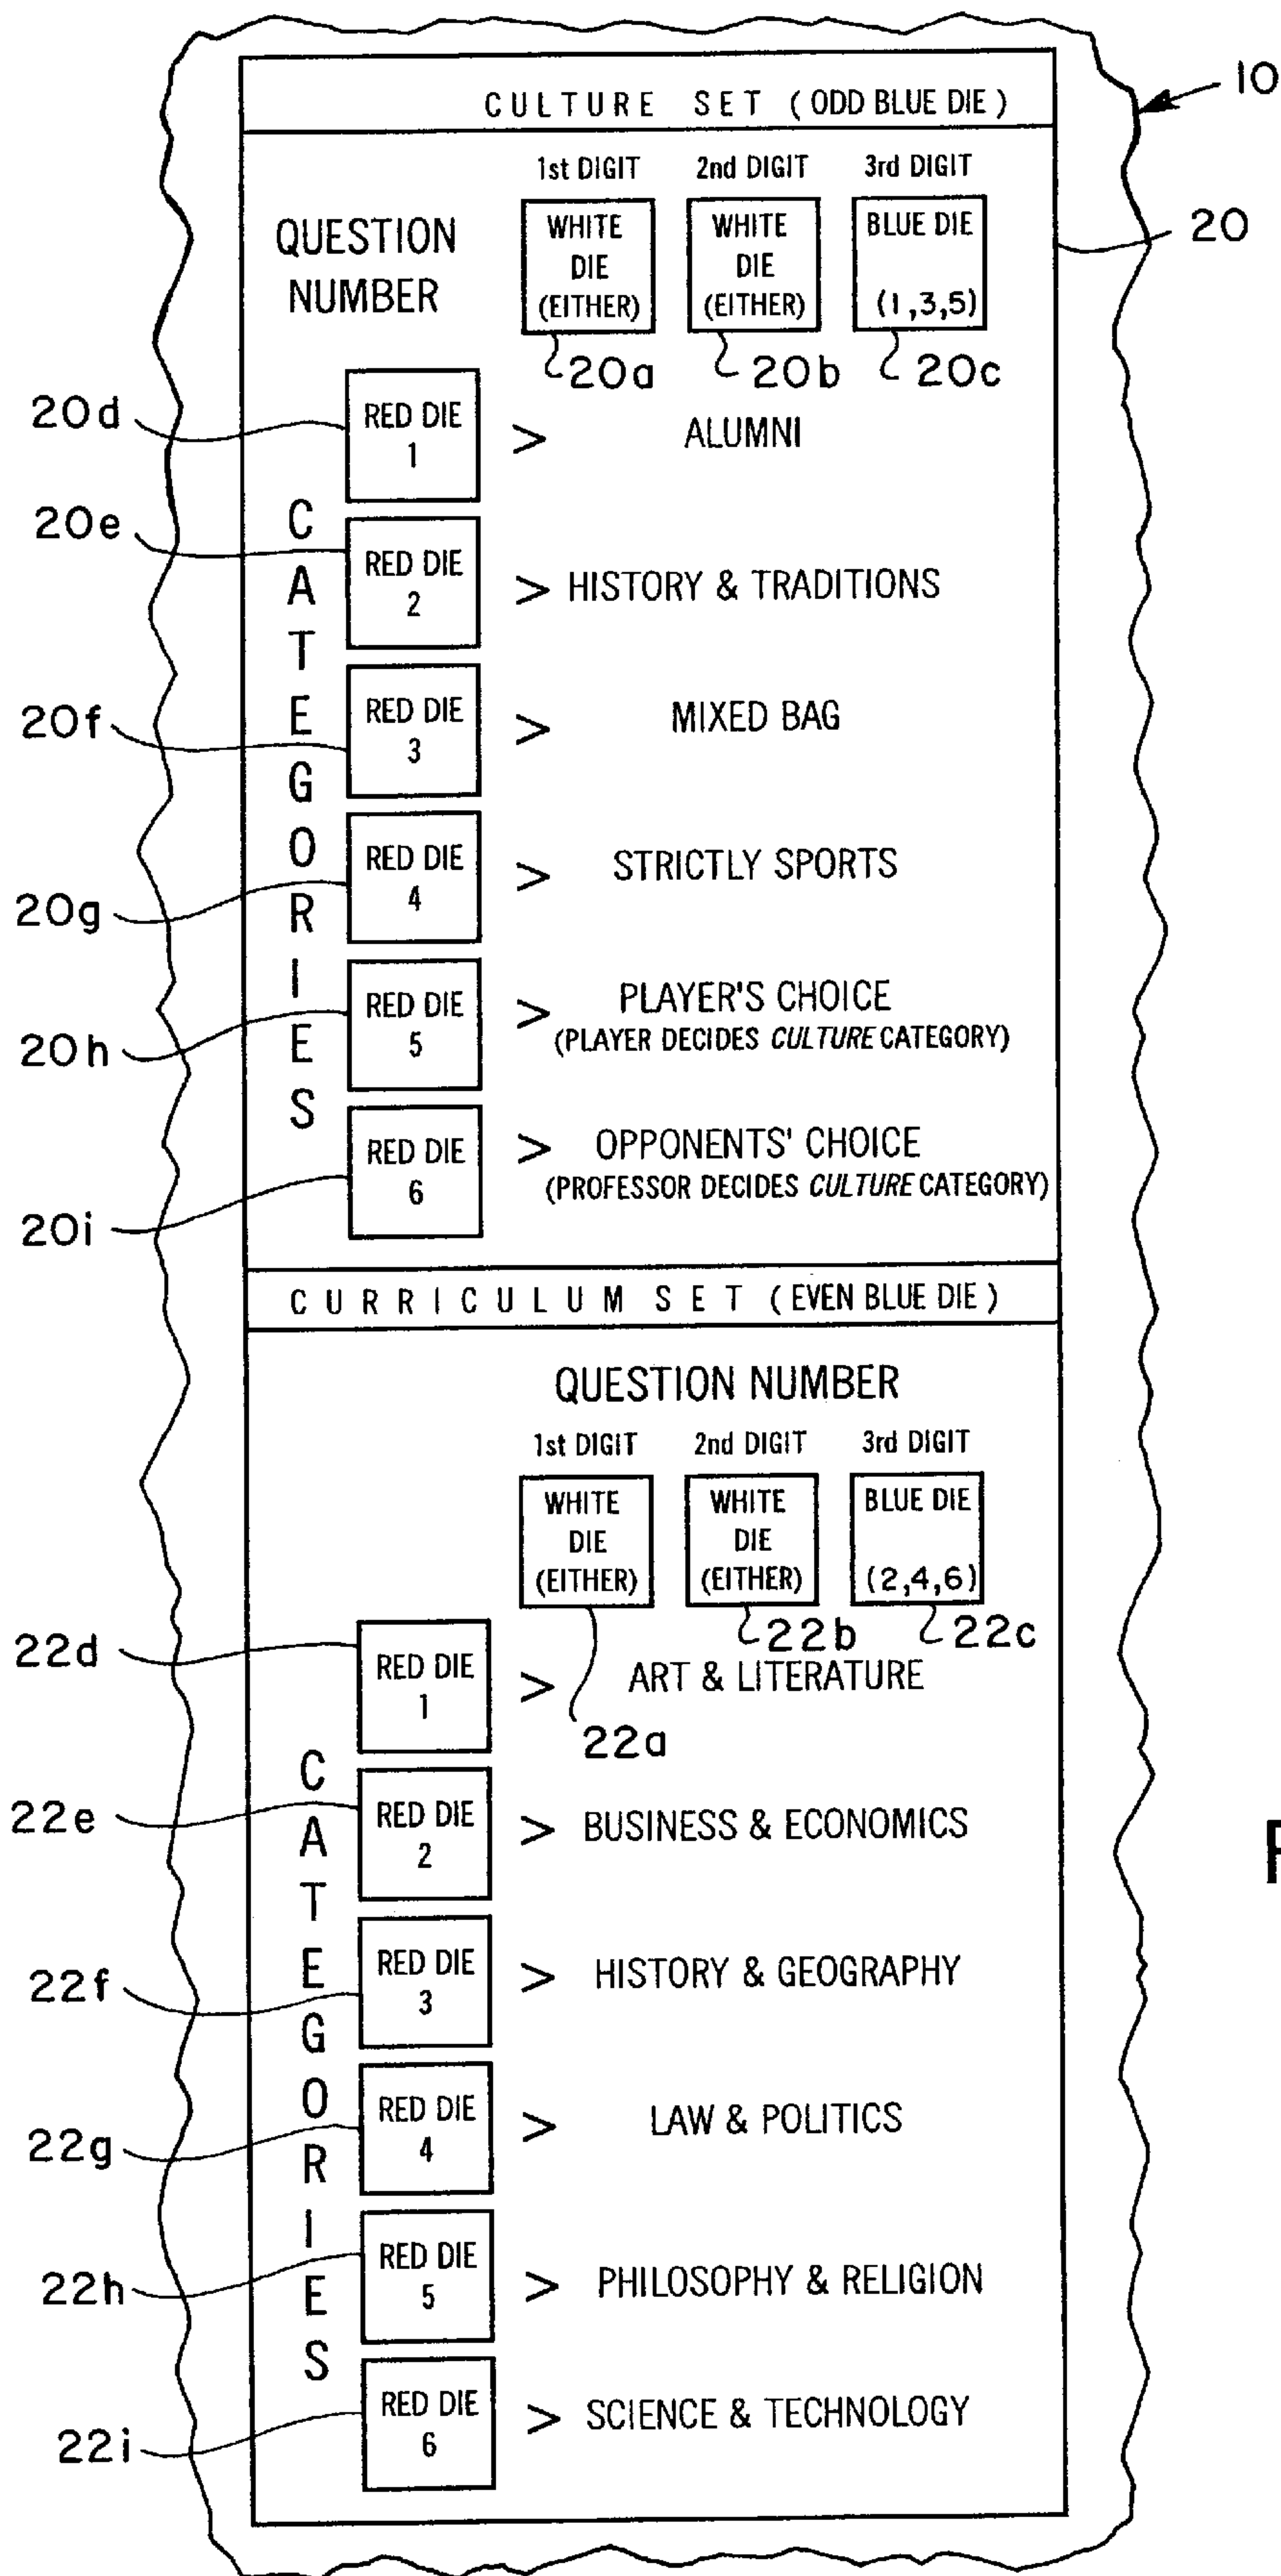 10
CULTURE SET (ODD BLUE DIE)
20
1st DIGIT 2nd DIGIT 3rd DIGIT
QUESTION NUMBER
WHITE DIE (EITHER)
WHITE DIE (EITHER)
BLUE DIE (1,3,5)
20a 20b 20c
CATEGORIES
20d RED DIE 1 > ALUMNI
20e RED DIE 2 > HISTORY & TRADITIONS
20f RED DIE 3 > MIXED BAG
20g RED DIE 4 > STRICTLY SPORTS
20h RED DIE 5 > PLAYER'S CHOICE
(PLAYER DECIDES CULTURE CATEGORY)
20i RED DIE 6 > OPPONENTS' CHOICE
(PROFESSOR DECIDES CULTURE CATEGORY)
CURRICULUM SET (EVEN BLUE DIE)
QUESTION NUMBER
1st DIGIT 2nd DIGIT 3rd DIGIT
WHITE DIE (EITHER)
WHITE DIE (EITHER)
BLUE DIE (2,4,6)
22a 22b 22c
CATEGORIES
22d RED DIE 1 > ART & LITERATURE
22e RED DIE 2 > BUSINESS & ECONOMICS
22f RED DIE 3 > HISTORY & GEOGRAPHY
22g RED DIE 4 > LAW & POLITICS
22h RED DIE 5 > PHILOSOPHY & RELIGION
22i RED DIE 6 > SCIENCE & TECHNOLOGY